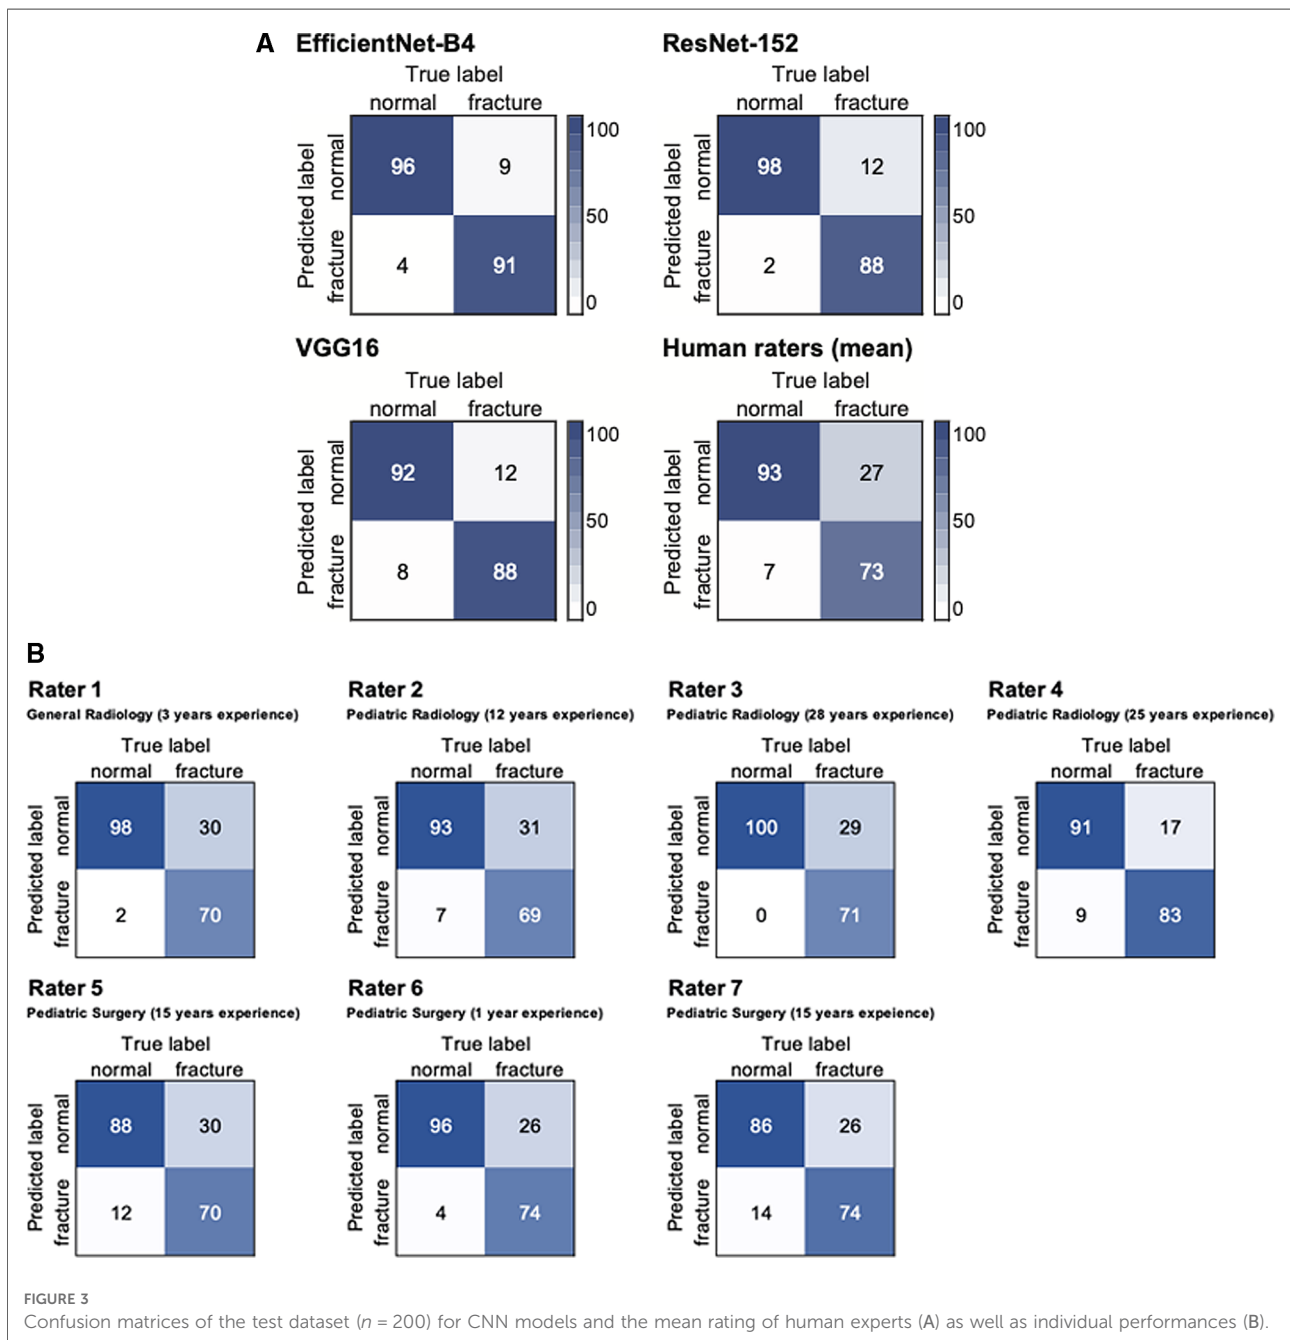 A EfficientNet-B4
True label
normal fracture
Predicted label
normal
fracture
96 9
4 91
100
50
0
ResNet-152
True label
normal fracture
Predicted label
normal
fracture
98 12
2 88
100
50
0
VGG16
True label
normal fracture
Predicted label
normal
fracture
92 12
8 88
100
50
0
Human raters (mean)
True label
normal fracture
Predicted label
normal
fracture
93 27
7 73
100
50
0
B
Rater 1
General Radiology (3 years experience)
True label
normal fracture
Predicted label
normal
fracture
98 30
2 70
Rater 2
Pediatric Radiology (12 years experience)
True label
normal fracture
Predicted label
normal
fracture
93 31
7 69
Rater 3
Pediatric Radiology (28 years experience)
True label
normal fracture
Predicted label
normal
fracture
100 29
0 71
Rater 4
Pediatric Radiology (25 years experience)
True label
normal fracture
Predicted label
normal
fracture
91 17
9 83
Rater 5
Pediatric Surgery (15 years experience)
True label
normal fracture
Predicted label
normal
fracture
88 30
12 70
Rater 6
Pediatric Surgery (1 year experience)
True label
normal fracture
Predicted label
normal
fracture
96 26
4 74
Rater 7
Pediatric Surgery (15 years expeience)
True label
normal fracture
Predicted label
normal
fracture
86 26
14 74
FIGURE 3
Confusion matrices of the test dataset (n = 200) for CNN models and the mean rating of human experts (A) as well as individual performances (B).